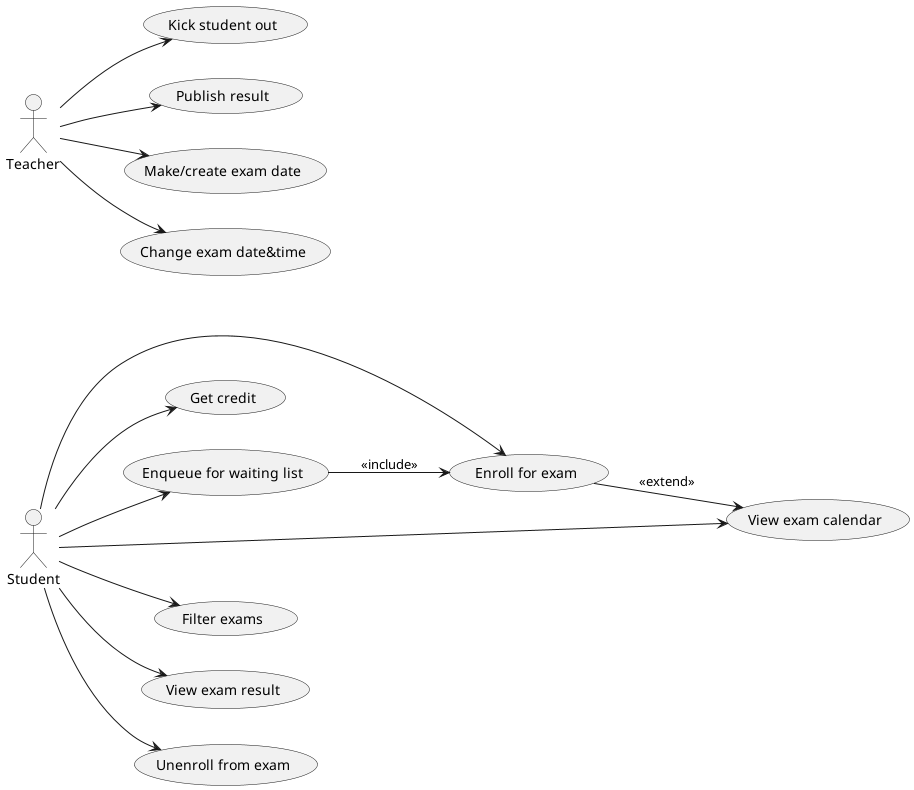 Kick student out
Publish result
Teacher
Make/create exam date
Change exam date&time
Get credit
Enqueue for waiting list
«include»
Enroll for exam
«extend»
View exam calendar
Student
Filter exams
View exam result
Unenroll from exam